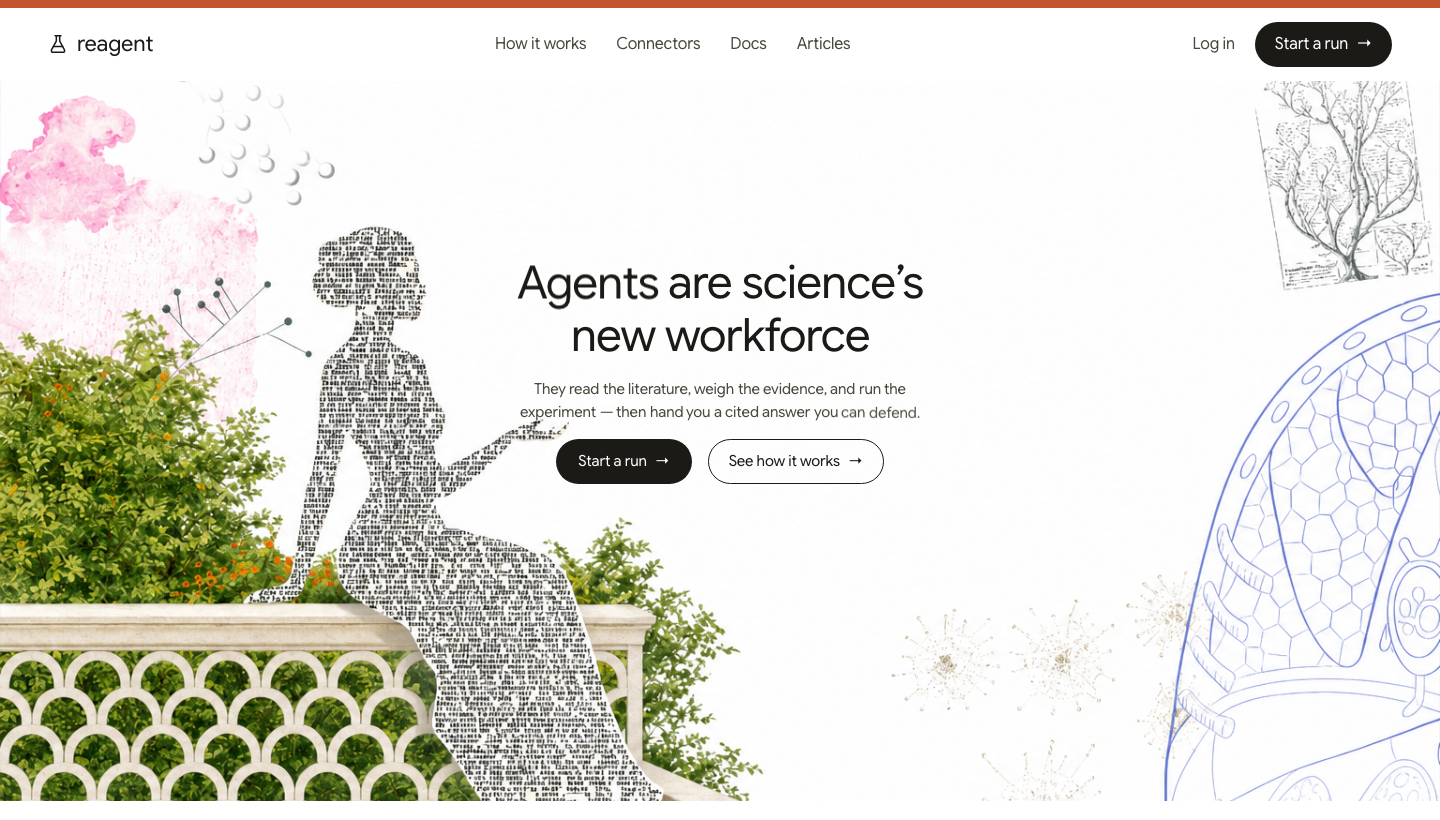 reagent
How it works
Connectors
Docs
Articles
Log in
Start a run →
Agents are science’s
new workforce
They read the literature, weigh the evidence, and run the
experiment — then hand you a cited answer you can defend.
Start a run →
See how it works →